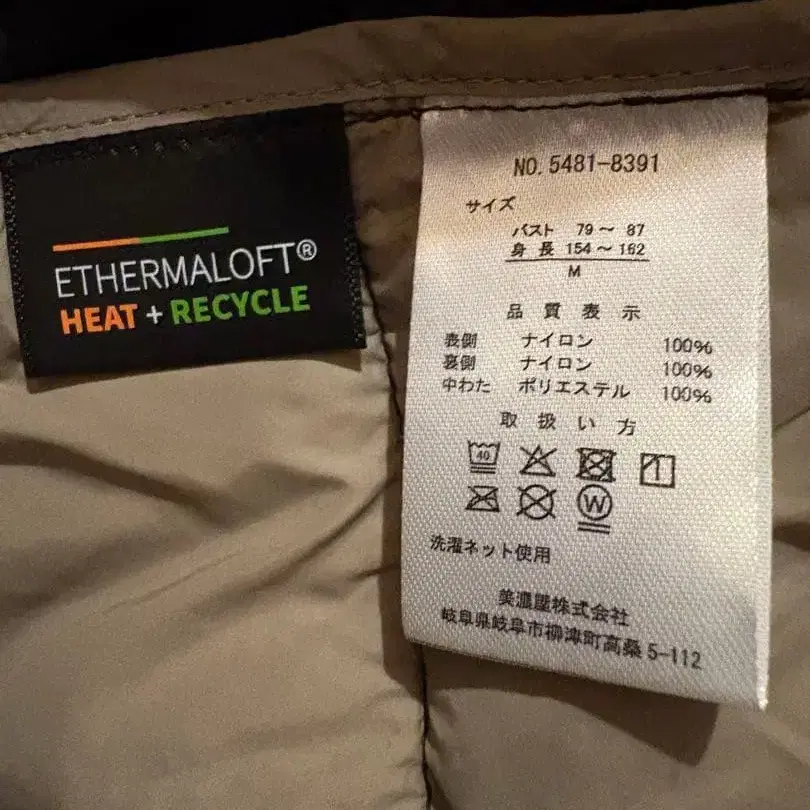 ETHERMALOFT®
HEAT + RECYCLE
NO. 5481-8391
サイズ
バスト 79～ 87
身長 154～162
M
品質表示
表側 ナイロン 100%
裏側 ナイロン 100%
中わた ポリエステル 100%
取扱い方
40
W
洗濯ネット使用
美濃屋株式会社
岐阜県岐阜市柳津町高桑5-112